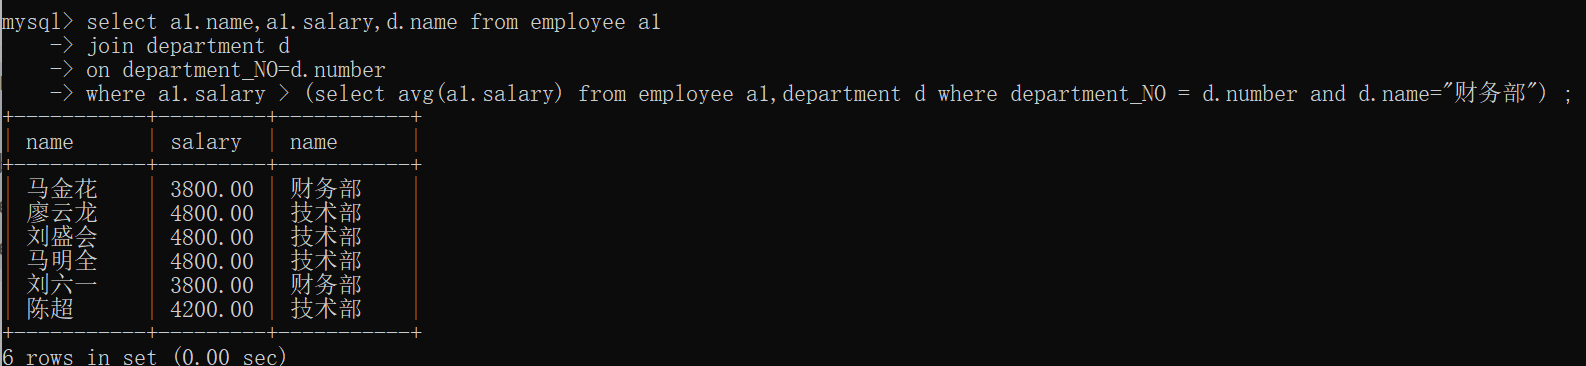 mysql> select a1.name,a1.salary,d.name from employee a1
    -> join department d
    -> on department_NO=d.number
    -> where a1.salary > (select avg(a1.salary) from employee a1,department d where department_NO = d.number and d.name="财务部") ;
+-----------+---------+-----------+
| name      | salary  | name      |
+-----------+---------+-----------+
| 马金花    | 3800.00 | 财务部    |
| 廖云龙    | 4800.00 | 技术部    |
| 刘盛会    | 4800.00 | 技术部    |
| 马明全    | 4800.00 | 技术部    |
| 刘六一    | 3800.00 | 财务部    |
| 陈超      | 4200.00 | 技术部    |
+-----------+---------+-----------+
6 rows in set (0.00 sec)